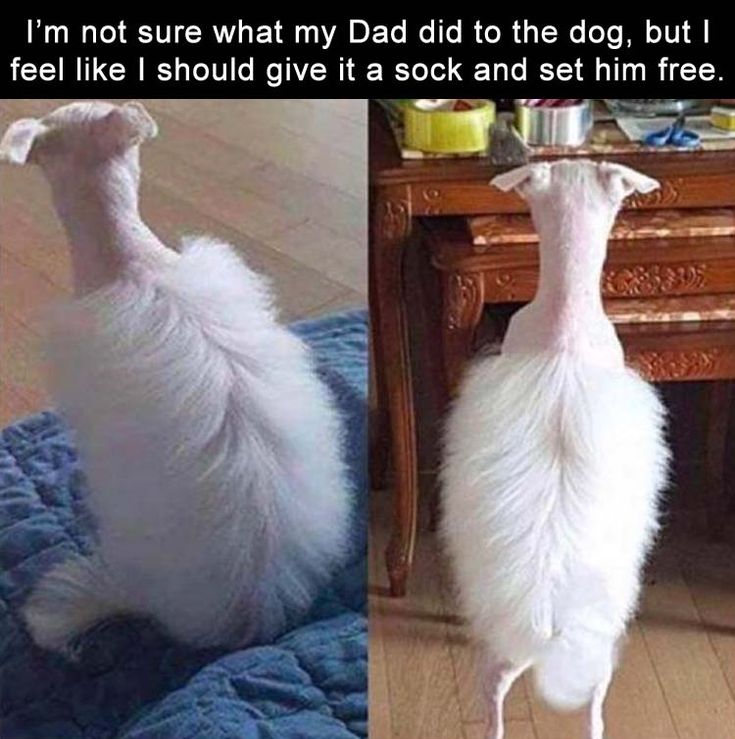 I'm not sure what my Dad did to the dog, but I
feel like I should give it a sock and set him free.